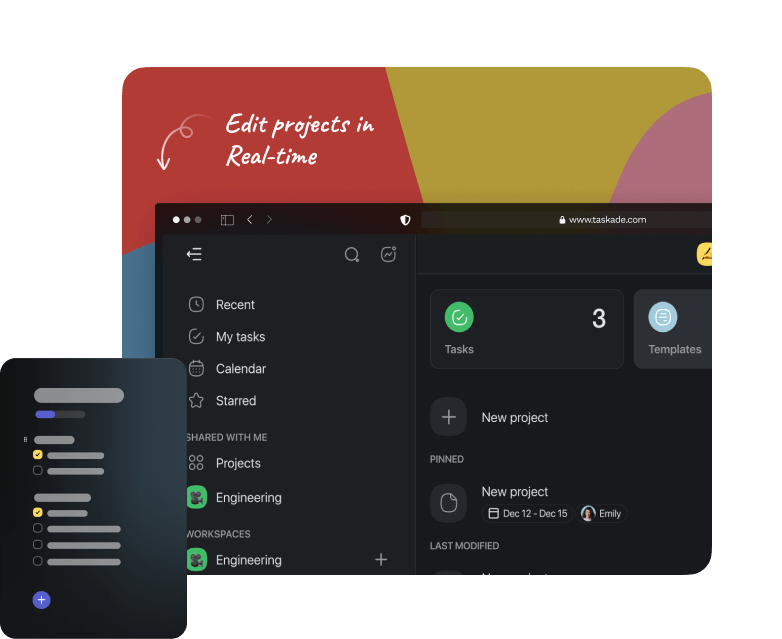 Edit projects in
Real-time
www.taskade.com
Recent
My tasks
Calendar
Starred
SHARED WITH ME
Projects
Engineering
WORKSPACES
Engineering
3
Tasks
Templates
New project
PINNED
New project
Dec 12 - Dec 15
Emily
LAST MODIFIED